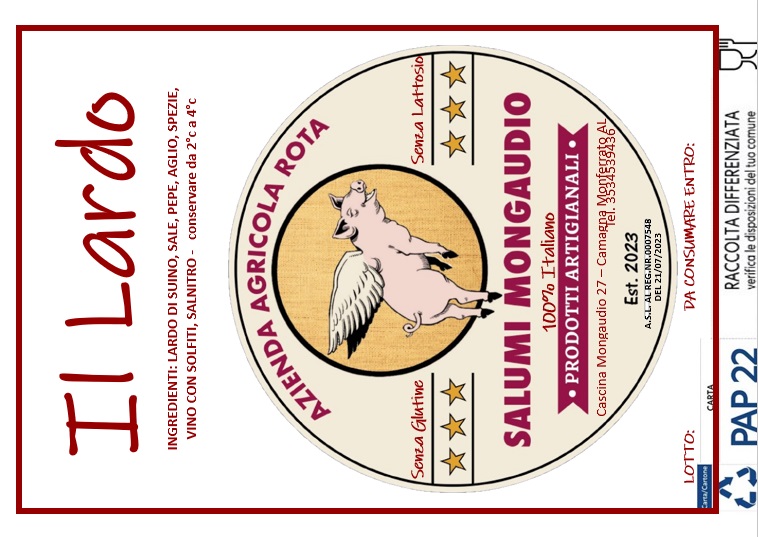 Il Lardo
INGREDIENTI: LARDO DI SUINO, SALE, PEPE, AGLIO, SPEZIE,
VINO CON SOLFITI, SALNITRO - conservare da 2°c a 4°c
AZIENDA AGRICOLA ROTA
Senza Glutine
Senza Lattosio
SALUMI MONGAUDIO
100% Italiano
• PRODOTTI ARTIGIANALI •
Cascina Mongaudio 27 – Camagna Monferrato AL
Tel. 3534539436
Est. 2023
A.S.L. AL REG.NR.0007548
DEL 21/07/2023
LOTTO:
DA CONSUMARE ENTRO:
Carta/Cartone
CARTA
PAP 22
RACCOLTA DIFFERENZIATA
verifica le disposizioni del tuo comune